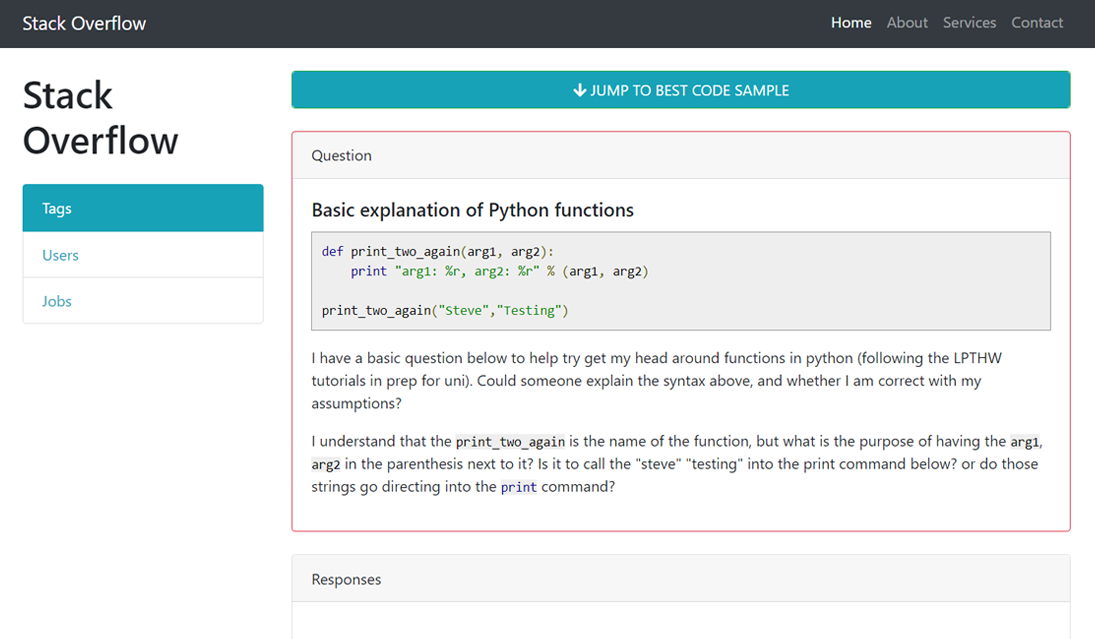 Stack Overflow
Home About Services Contact
Stack
Overflow
Tags
Users
Jobs
JUMP TO BEST CODE SAMPLE
Question
Basic explanation of Python functions
def print_two_again(arg1, arg2):
    print "arg1: %r, arg2: %r" % (arg1, arg2)
print_two_again("Steve","Testing")
I have a basic question below to help try get my head around functions in python (following the LPTHW
tutorials in prep for uni). Could someone explain the syntax above, and whether I am correct with my
assumptions?
I understand that the print_two_again is the name of the function, but what is the purpose of having the arg1,
arg2 in the parenthesis next to it? Is it to call the "steve" "testing" into the print command below? or do those
strings go directing into the print command?
Responses